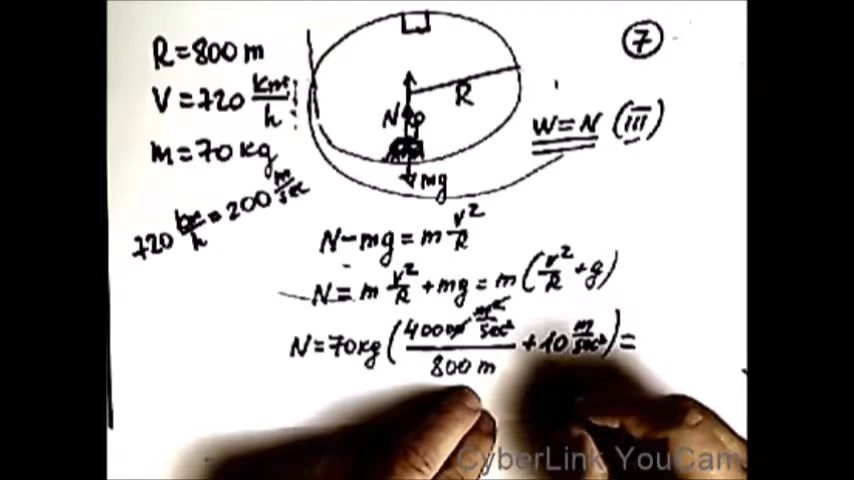 R=800 m
V=720 km/h
m=70 kg
720 km/h = 200 m/sec
7
R
N
W=N (III)
mg
N-mg=m v²/R
N= m v²/R +mg= m (v²/R +g)
N=70kg (40000 m²/sec² / 800 m + 10 m/sec²)=
CyberLink YouCam